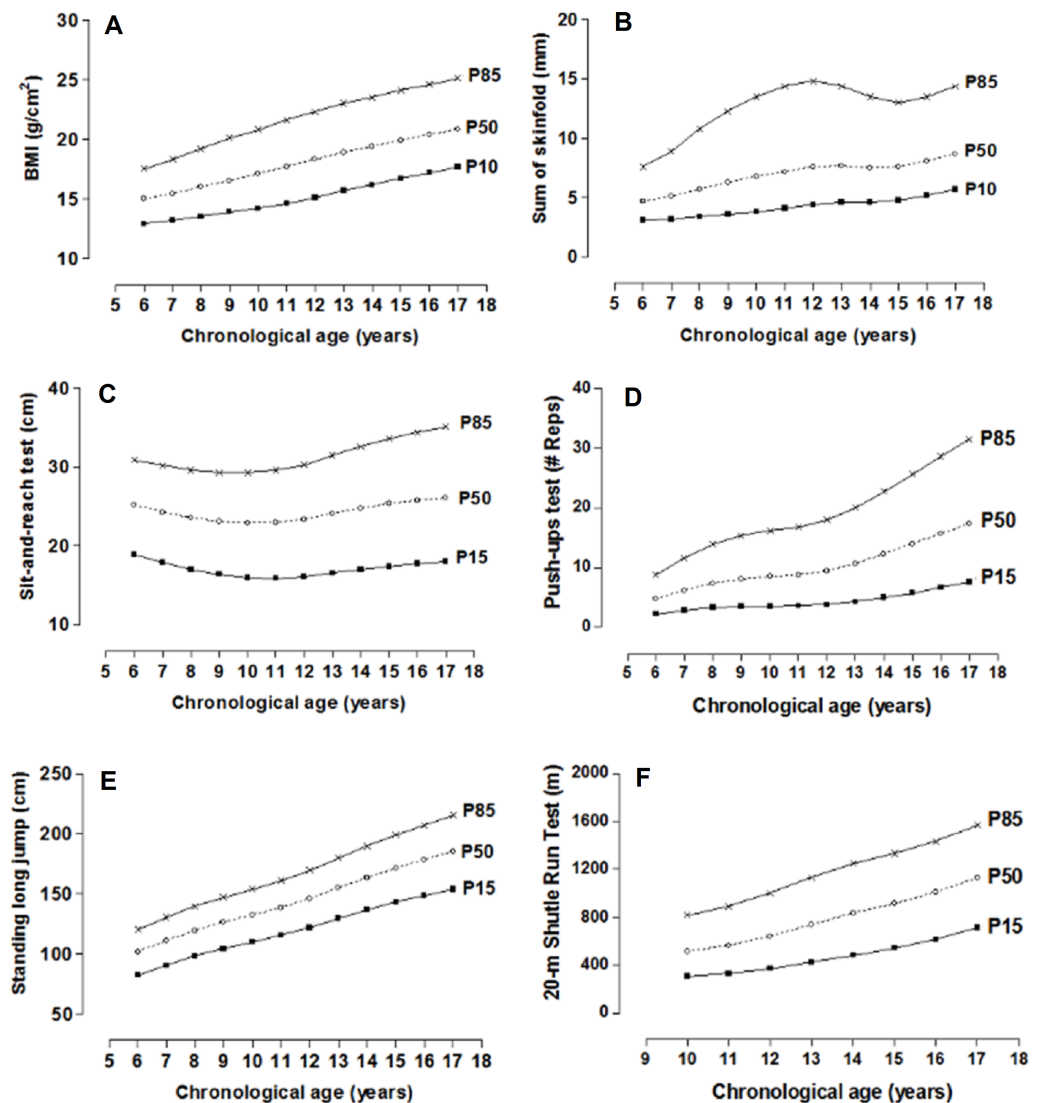 A
BMI (g/cm²)
30
25
20
15
10
P85
P50
P10
5 6 7 8 9 10 11 12 13 14 15 16 17 18
Chronological age (years)
B
Sum of skinfold (mm)
20
15
10
5
0
P85
P50
P10
5 6 7 8 9 10 11 12 13 14 15 16 17 18
Chronological age (years)
C
Sit-and-reach test (cm)
40
30
20
10
P85
P50
P15
5 6 7 8 9 10 11 12 13 14 15 16 17 18
Chronological age (years)
D
Push-ups test (# Reps)
40
30
20
10
0
P85
P50
P15
5 6 7 8 9 10 11 12 13 14 15 16 17 18
Chronological age (years)
E
Standing long jump (cm)
250
200
150
100
50
P85
P50
P15
5 6 7 8 9 10 11 12 13 14 15 16 17 18
Chronological age (years)
F
20-m Shutle Run Test (m)
2000
1600
1200
800
400
0
P85
P50
P15
9 10 11 12 13 14 15 16 17 18
Chronological age (years)